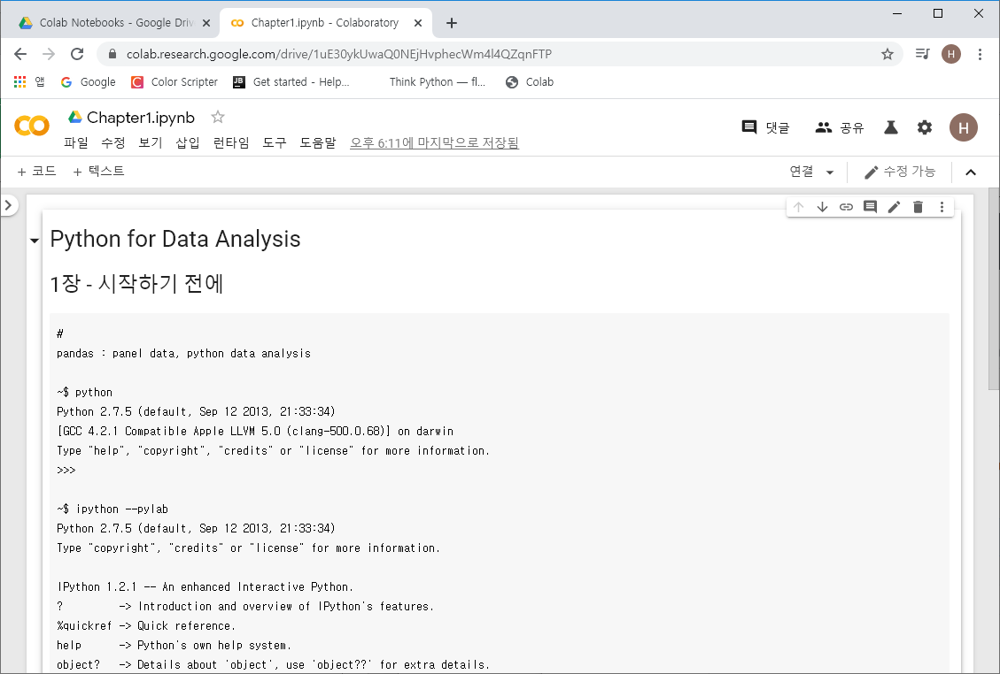 Colab Notebooks - Google Driv
Chapter1.ipynb - Colaboratory
colab.research.google.com/drive/1uE30ykUwaQ0NEjHvphecWm4l4QZqnFTP
H
앱
Google
Color Scripter
Get started - Help...
Think Python — fl...
Colab
Chapter1.ipynb
댓글
공유
H
파일 수정 보기 삽입 런타임 도구 도움말 오후 6:11에 마지막으로 저장됨
+ 코드 + 텍스트
연결
수정 가능
Python for Data Analysis
1장 - 시작하기 전에
#
pandas : panel data, python data analysis
~$ python
Python 2.7.5 (default, Sep 12 2013, 21:33:34)
[GCC 4.2.1 Compatible Apple LLVM 5.0 (clang-500.0.68)] on darwin
Type "help", "copyright", "credits" or "license" for more information.
>>>
~$ ipython --pylab
Python 2.7.5 (default, Sep 12 2013, 21:33:34)
Type "copyright", "credits" or "license" for more information.
IPython 1.2.1 -- An enhanced Interactive Python.
? -> Introduction and overview of IPython's features.
%quickref -> Quick reference.
help -> Python's own help system.
object? -> Details about 'object', use 'object??' for extra details.